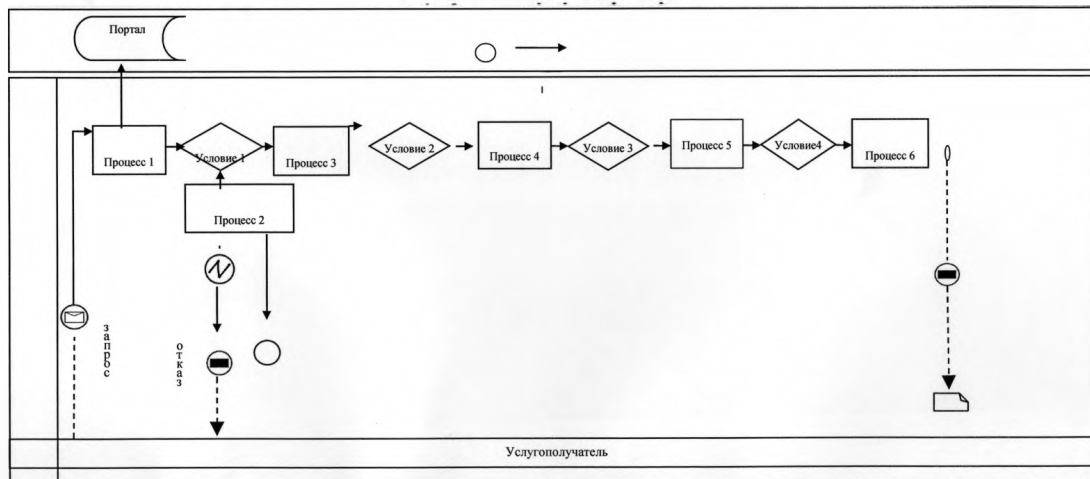 Портал
Процесс 1
Условие 1
Процесс 3
Условие 2
Процесс 4
Условие 3
Процесс 5
Условие4
Процесс 6
Процесс 2
запрос
отказ
Услугополучатель